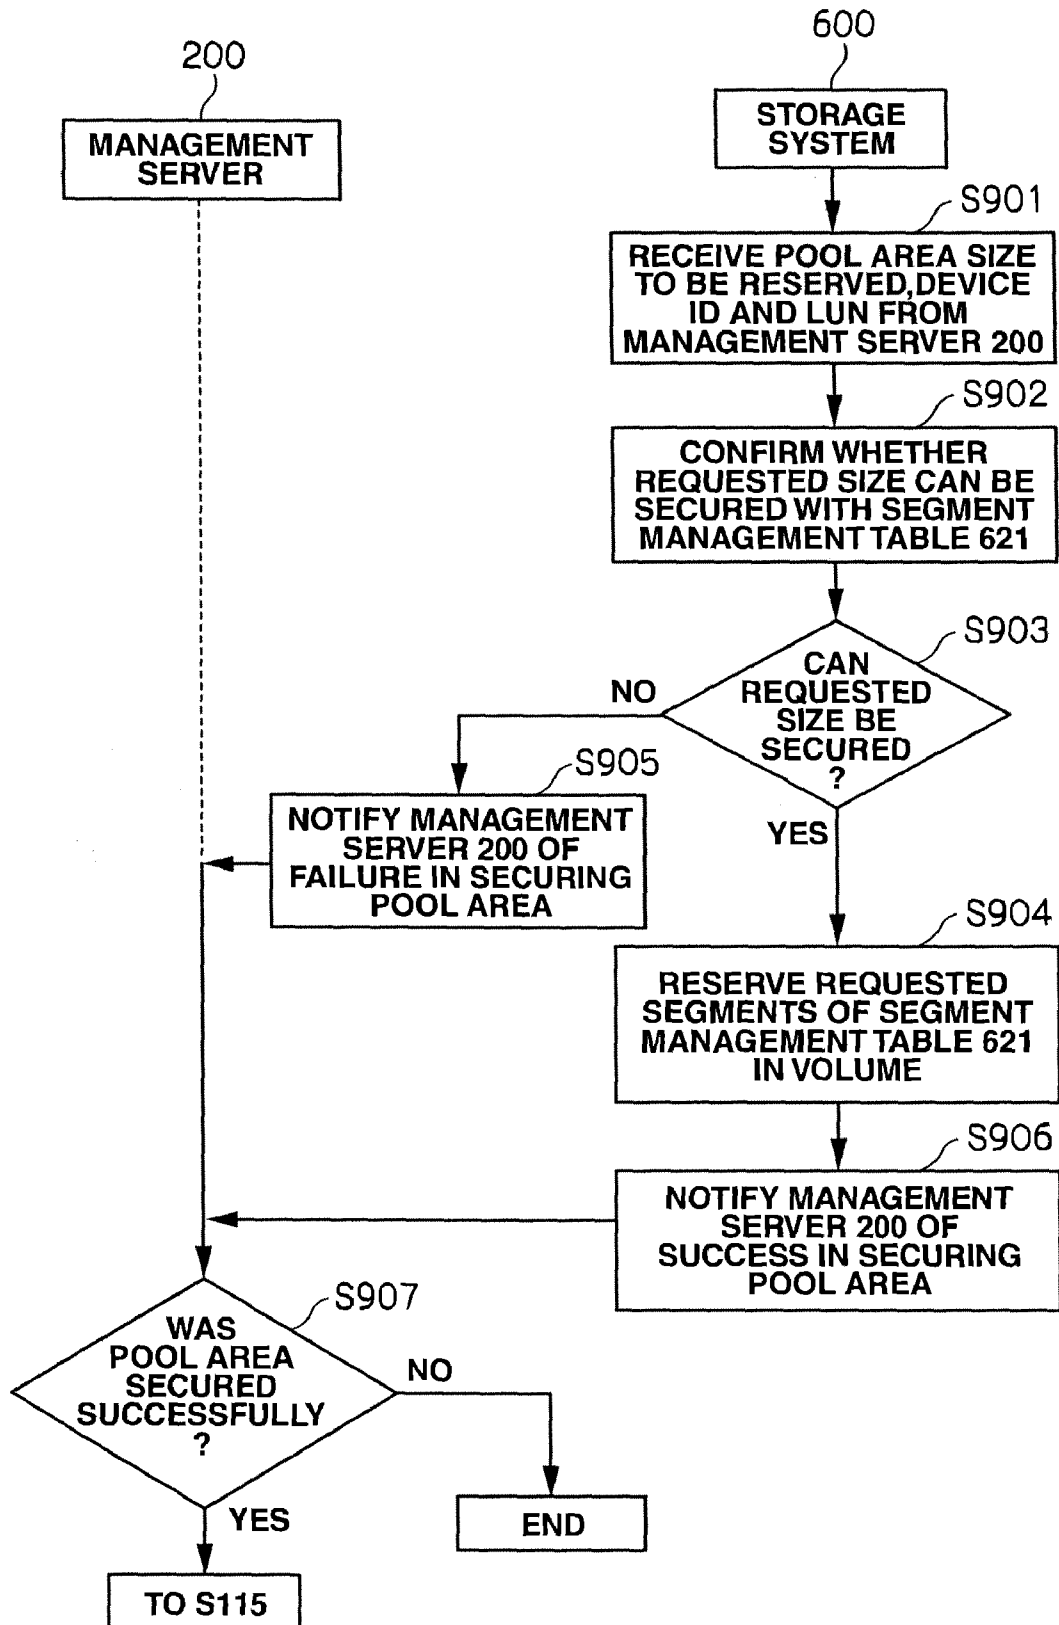 200
600
MANAGEMENT
SERVER
STORAGE
SYSTEM
S901
RECEIVE POOL AREA SIZE
TO BE RESERVED,DEVICE
ID AND LUN FROM
MANAGEMENT SERVER 200
S902
CONFIRM WHETHER
REQUESTED SIZE CAN BE
SECURED WITH SEGMENT
MANAGEMENT TABLE 621
S903
CAN
REQUESTED
SIZE BE
SECURED
?
NO
YES
S905
NOTIFY MANAGEMENT
SERVER 200 OF
FAILURE IN SECURING
POOL AREA
S904
RESERVE REQUESTED
SEGMENTS OF SEGMENT
MANAGEMENT TABLE 621
IN VOLUME
S906
NOTIFY MANAGEMENT
SERVER 200 OF
SUCCESS IN SECURING
POOL AREA
S907
WAS
POOL AREA
SECURED
SUCCESSFULLY
?
NO
YES
END
TO S115